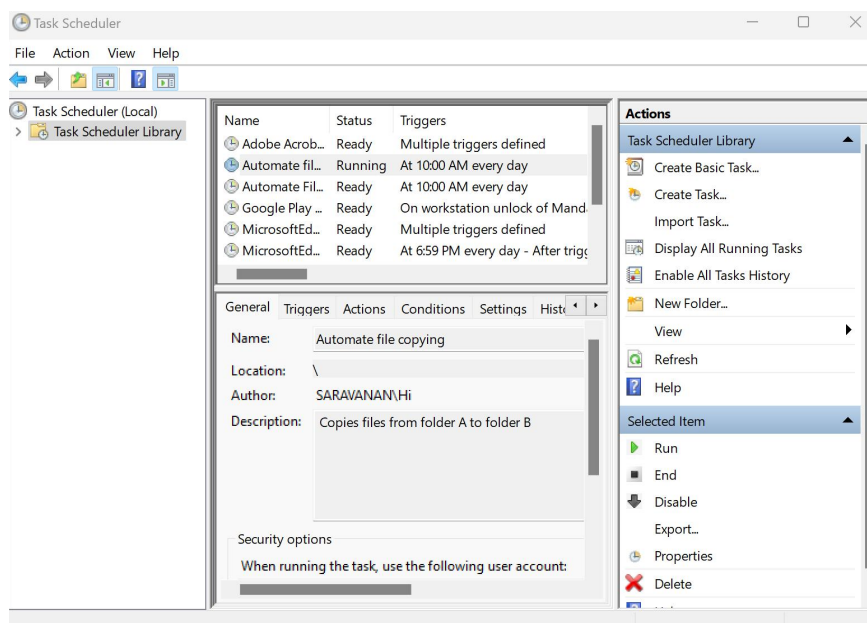 Task Scheduler
File Action View Help
Task Scheduler (Local)
Task Scheduler Library
Name Status Triggers
Adobe Acrob... Ready Multiple triggers defined
Automate fil... Running At 10:00 AM every day
Automate Fil... Ready At 10:00 AM every day
Google Play ... Ready On workstation unlock of Mand
MicrosoftEd... Ready Multiple triggers defined
MicrosoftEd... Ready At 6:59 PM every day - After trigg
General Triggers Actions Conditions Settings Histo
Name: Automate file copying
Location: \
Author: SARAVANAN\Hi
Description: Copies files from folder A to folder B
Security options
When running the task, use the following user account:
Actions
Task Scheduler Library
Create Basic Task...
Create Task...
Import Task...
Display All Running Tasks
Enable All Tasks History
New Folder...
View
Refresh
Help
Selected Item
Run
End
Disable
Export...
Properties
Delete